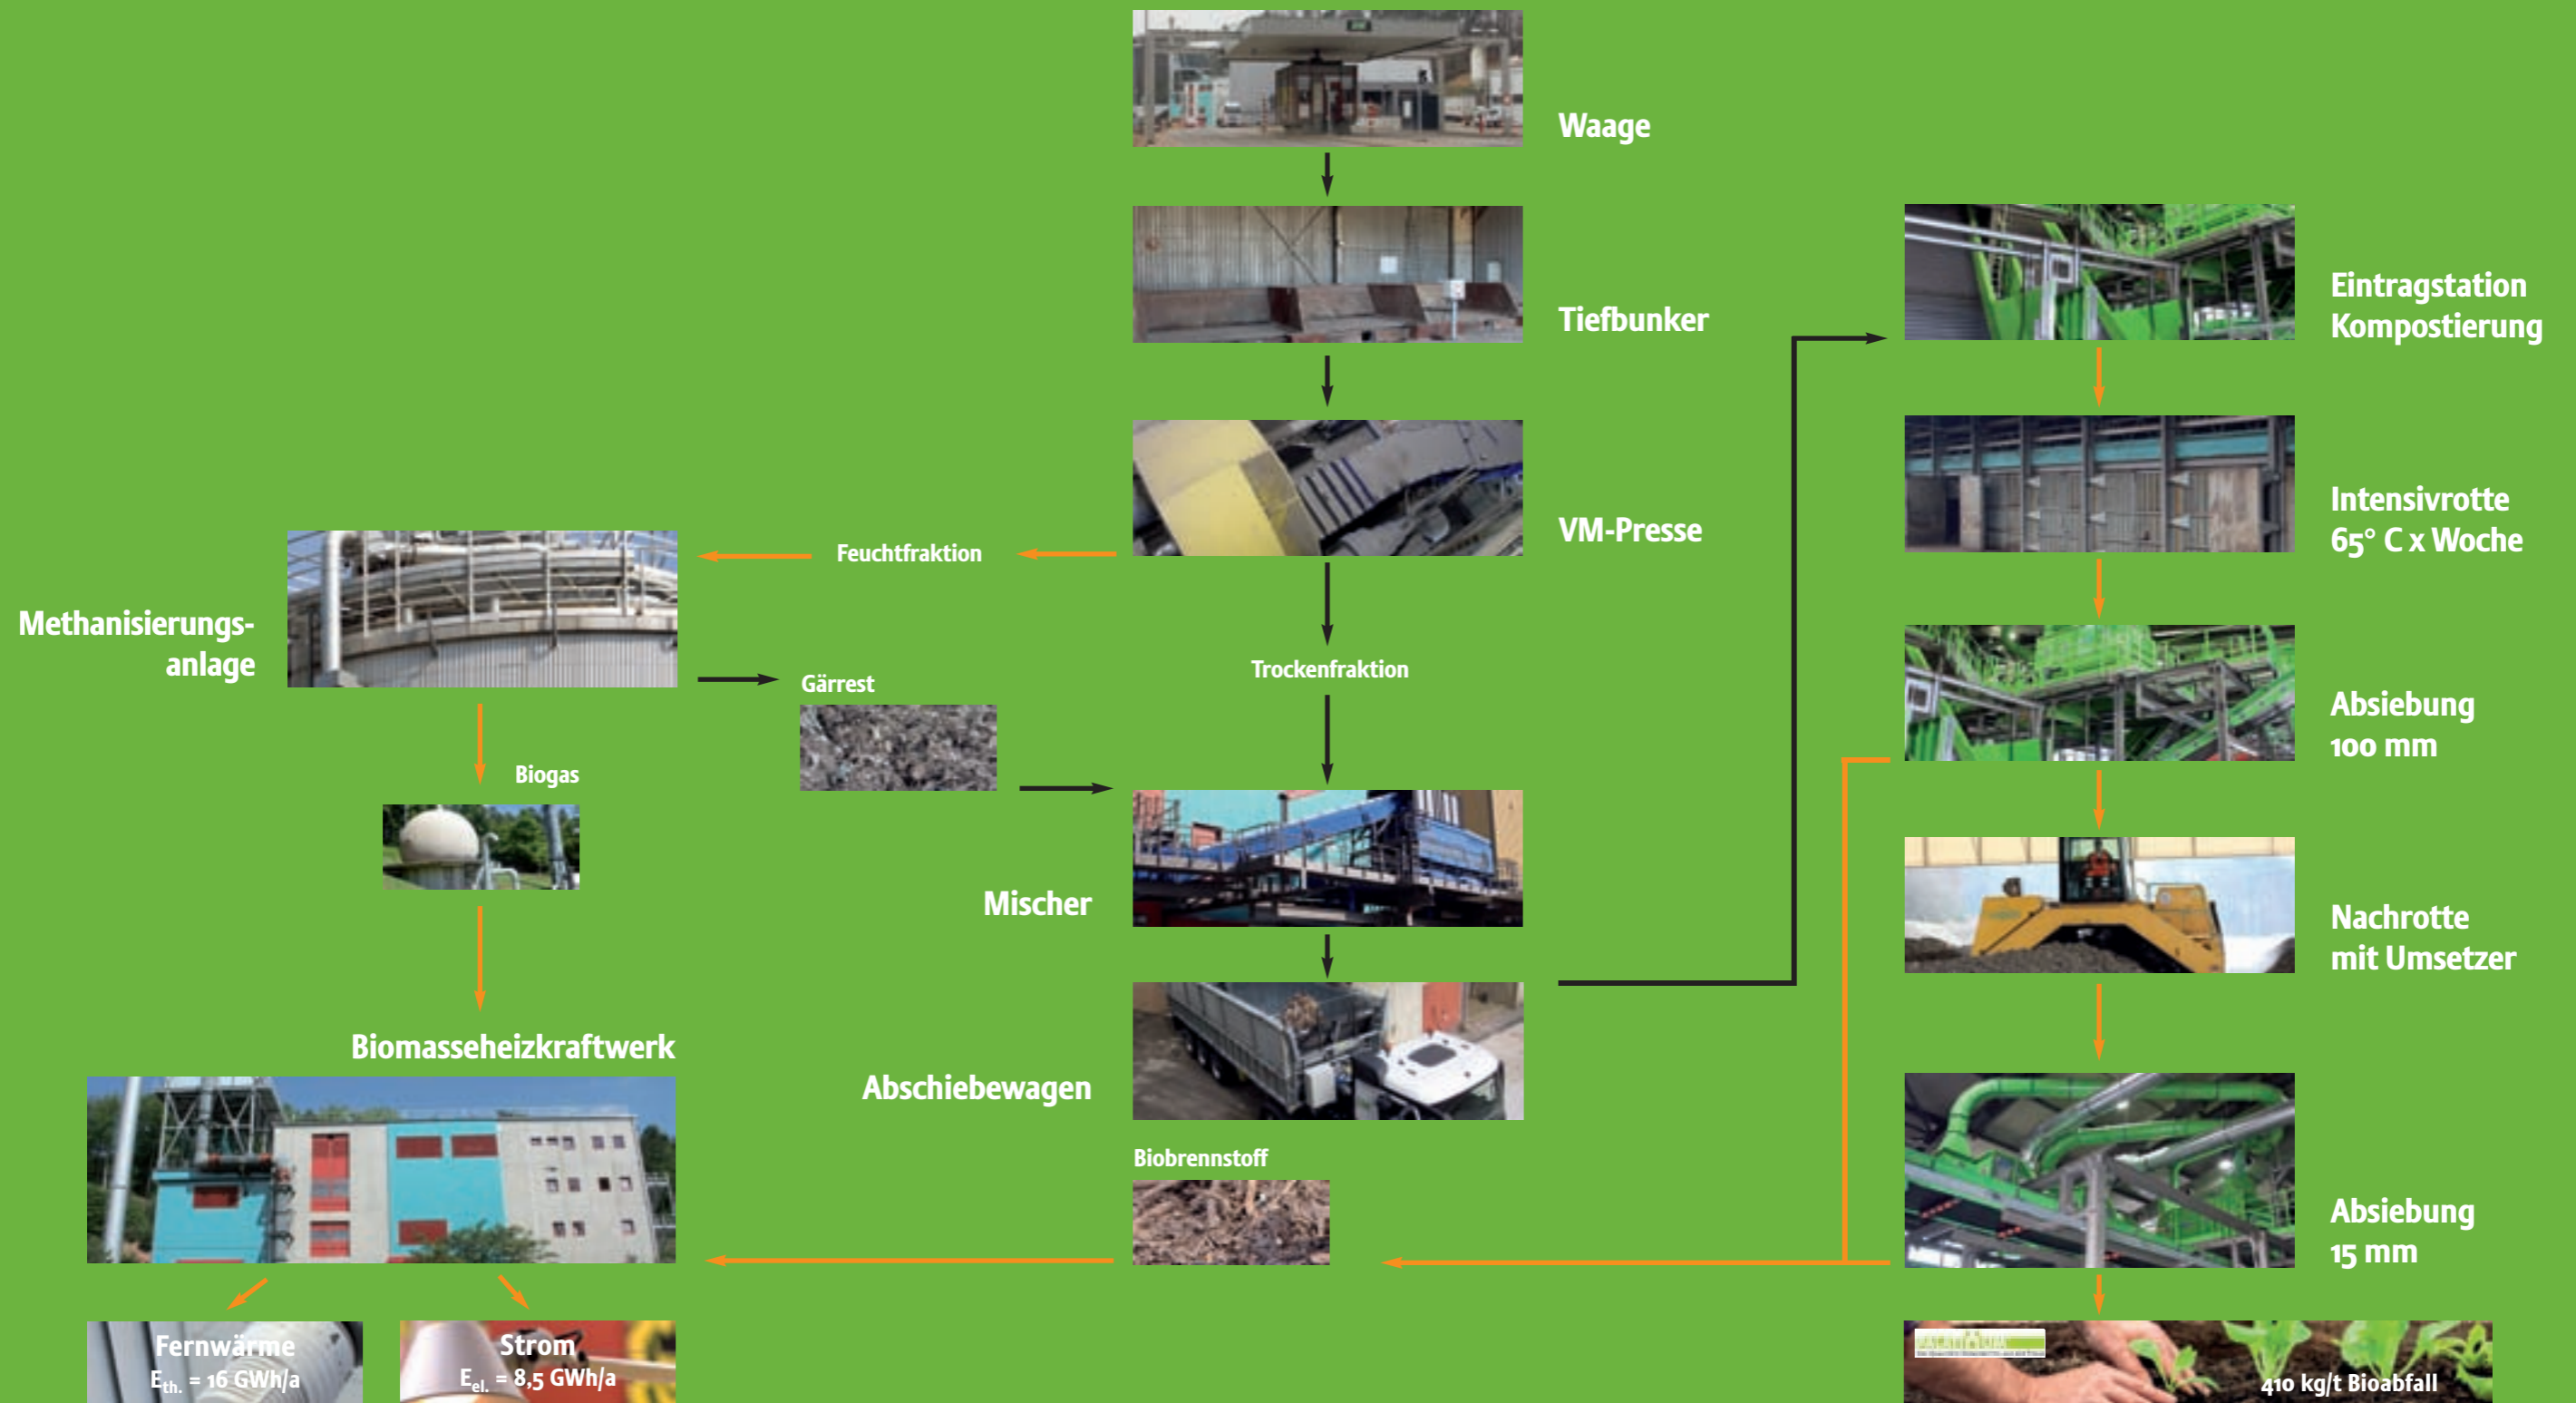 Waage
Tiefbunker
VM-Presse
Feuchtfraktion
Methanisierungs-
anlage
Gärrest
Trockenfraktion
Biogas
Mischer
Abschiebewagen
Biobrennstoff
Biomasseheizkraftwerk
Fernwärme
Eth. = 16 GWh/a
Strom
Eel. = 8,5 GWh/a
Eintragstation
Kompostierung
Intensivrotte
65° C x Woche
Absiebung
100 mm
Nachrotte
mit Umsetzer
Absiebung
15 mm
410 kg/t Bioabfall